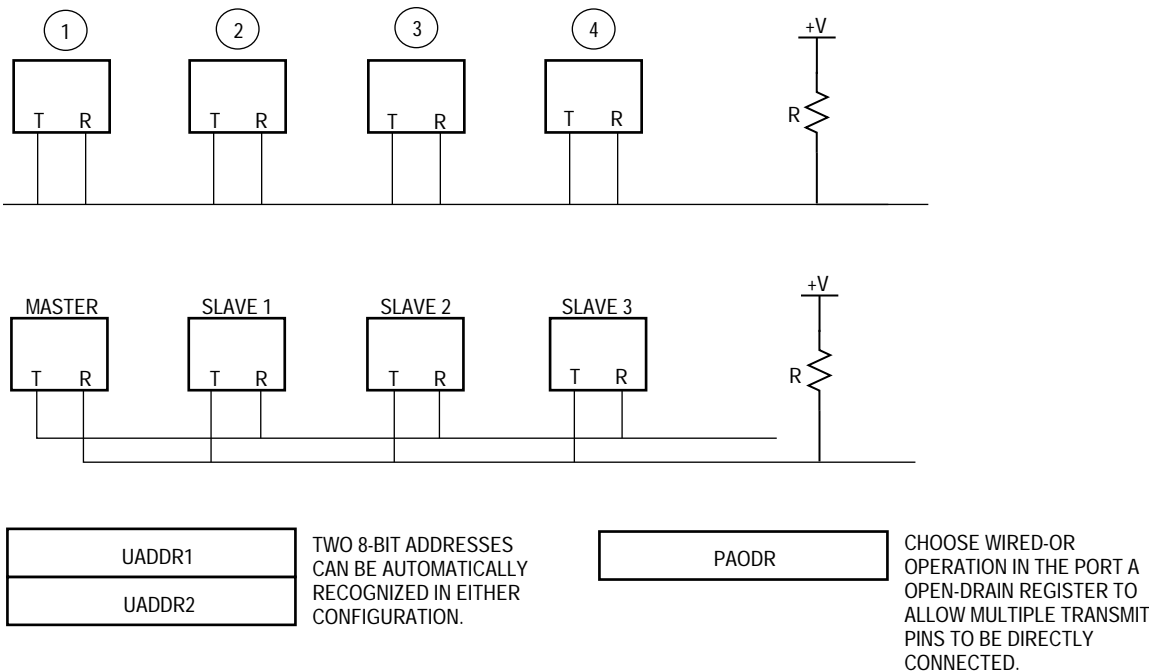 1 2 3 4 +V
T R T R T R T R R
MASTER SLAVE 1 SLAVE 2 SLAVE 3 +V
T R T R T R T R R
UADDR1
UADDR2
TWO 8-BIT ADDRESSES
CAN BE AUTOMATICALLY
RECOGNIZED IN EITHER
CONFIGURATION.
PAODR
CHOOSE WIRED-OR
OPERATION IN THE PORT A
OPEN-DRAIN REGISTER TO
ALLOW MULTIPLE TRANSMIT
PINS TO BE DIRECTLY
CONNECTED.